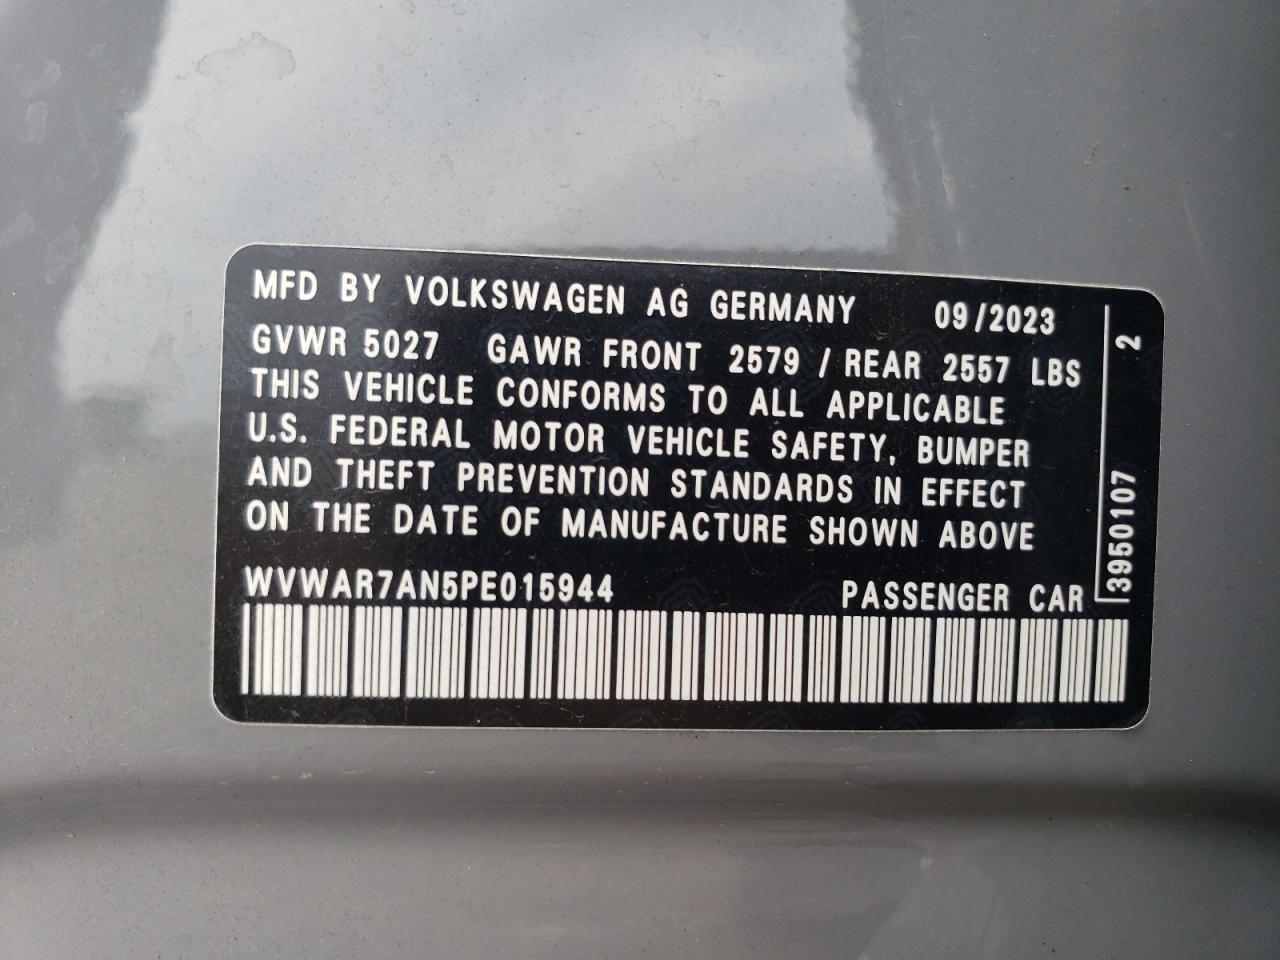 MFD BY VOLKSWAGEN AG GERMANY 09/2023
GVWR 5027 GAWR FRONT 2579 / REAR 2557 LBS
THIS VEHICLE CONFORMS TO ALL APPLICABLE
U.S. FEDERAL MOTOR VEHICLE SAFETY, BUMPER
AND THEFT PREVENTION STANDARDS IN EFFECT
ON THE DATE OF MANUFACTURE SHOWN ABOVE
WVWAR7AN5PE015944 PASSENGER CAR
3950107 2